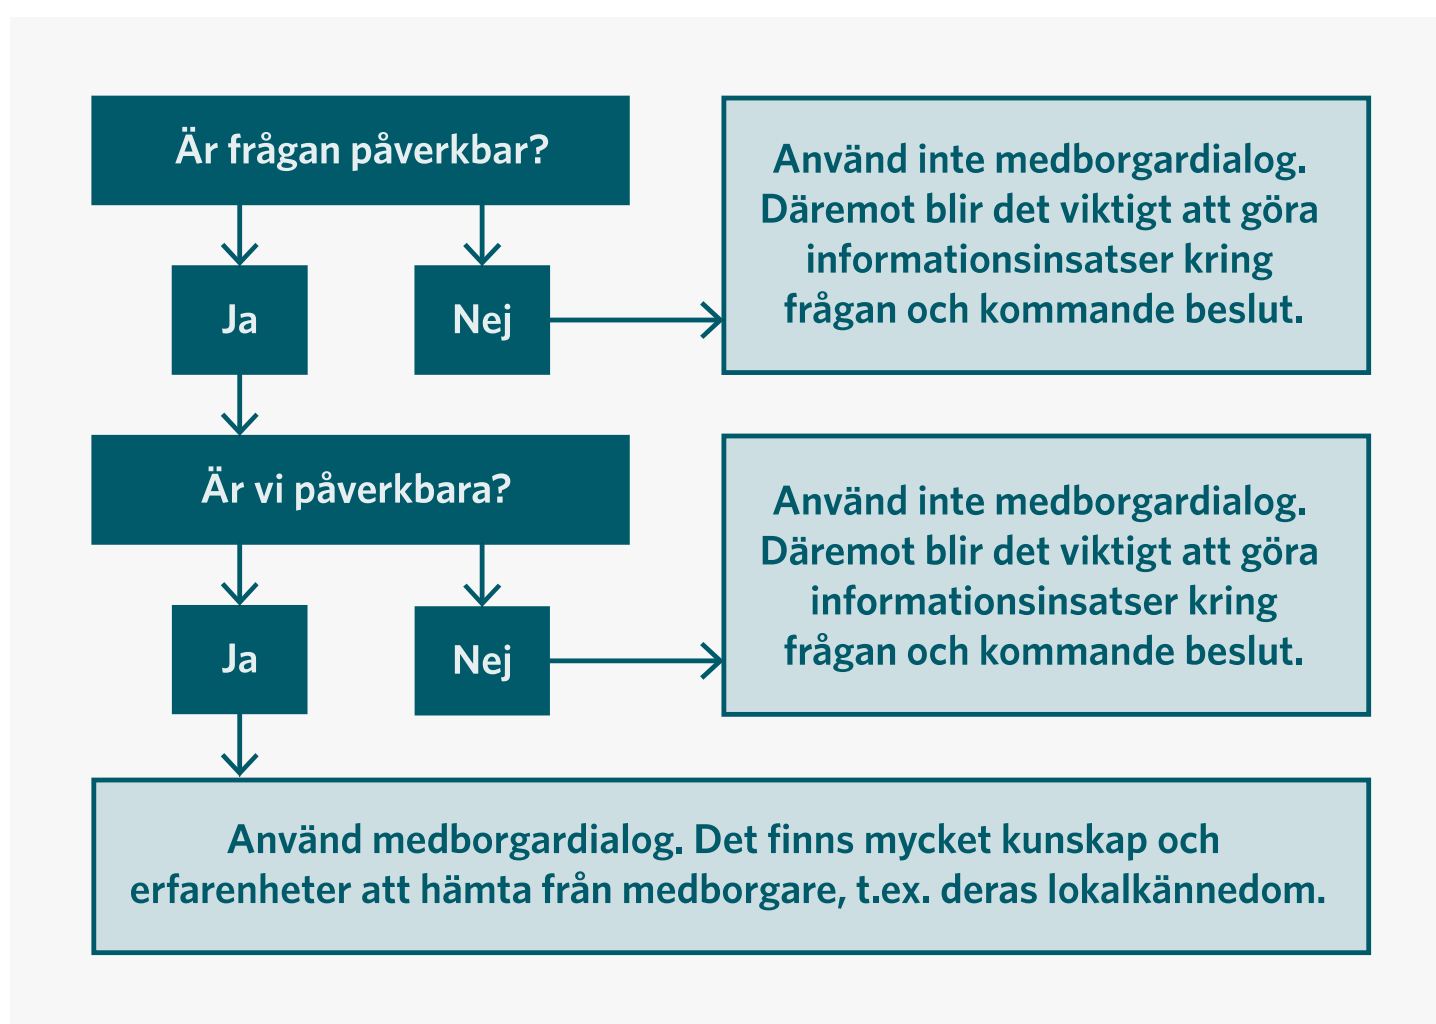 Är frågan påverkbar?
Använd inte medborgardialog.
Däremot blir det viktigt att göra
informationsinsatser kring
frågan och kommande beslut.
Ja
Nej
Är vi påverkbara?
Använd inte medborgardialog.
Däremot blir det viktigt att göra
informationsinsatser kring
frågan och kommande beslut.
Ja
Nej
Använd medborgardialog. Det finns mycket kunskap och
erfarenheter att hämta från medborgare, t.ex. deras lokalkännedom.